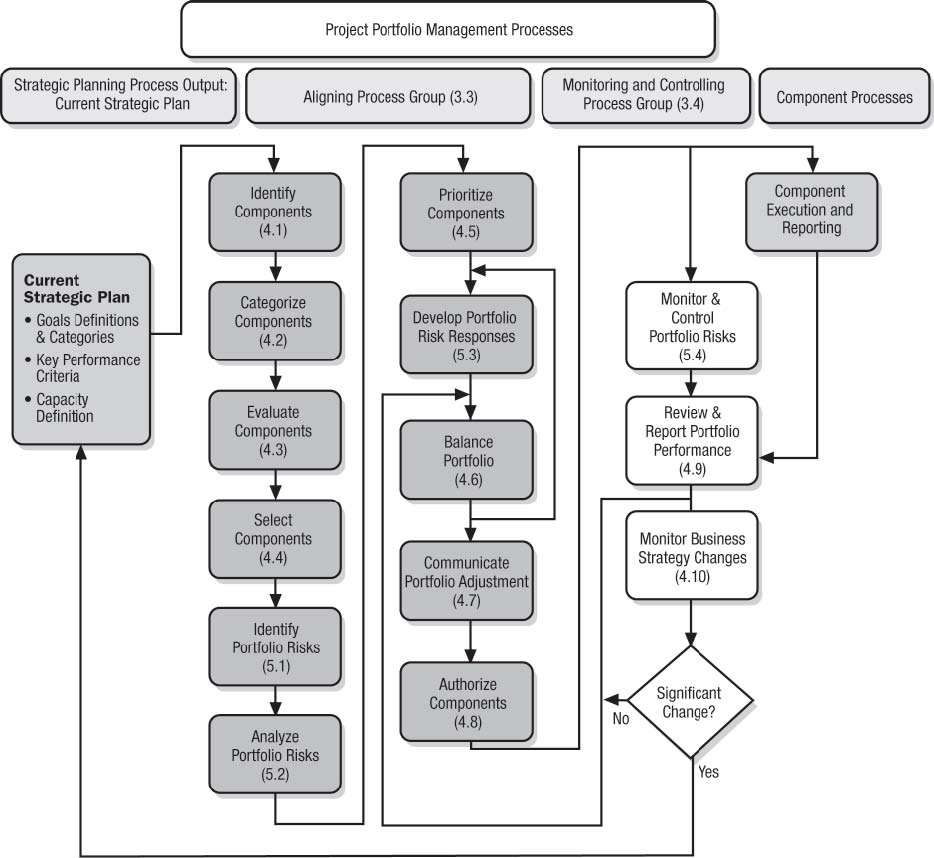 Project Portfolio Management Processes
Strategic Planning Process Output:
Current Strategic Plan
Aligning Process Group (3.3)
Monitoring and Controlling
Process Group (3.4)
Component Processes
Current
Strategic Plan
• Goals Definitions
& Categories
• Key Performance
Criteria
• Capacity
Definition
Identify
Components
(4.1)
Categorize
Components
(4.2)
Evaluate
Components
(4.3)
Select
Components
(4.4)
Identify
Portfolio Risks
(5.1)
Analyze
Portfolio Risks
(5.2)
Prioritize
Components
(4.5)
Develop Portfolio
Risk Responses
(5.3)
Balance
Portfolio
(4.6)
Communicate
Portfolio Adjustment
(4.7)
Authorize
Components
(4.8)
Monitor &
Control
Portfolio Risks
(5.4)
Review &
Report Portfolio
Performance
(4.9)
Monitor Business
Strategy Changes
(4.10)
Significant
Change?
No
Yes
Component
Execution and
Reporting